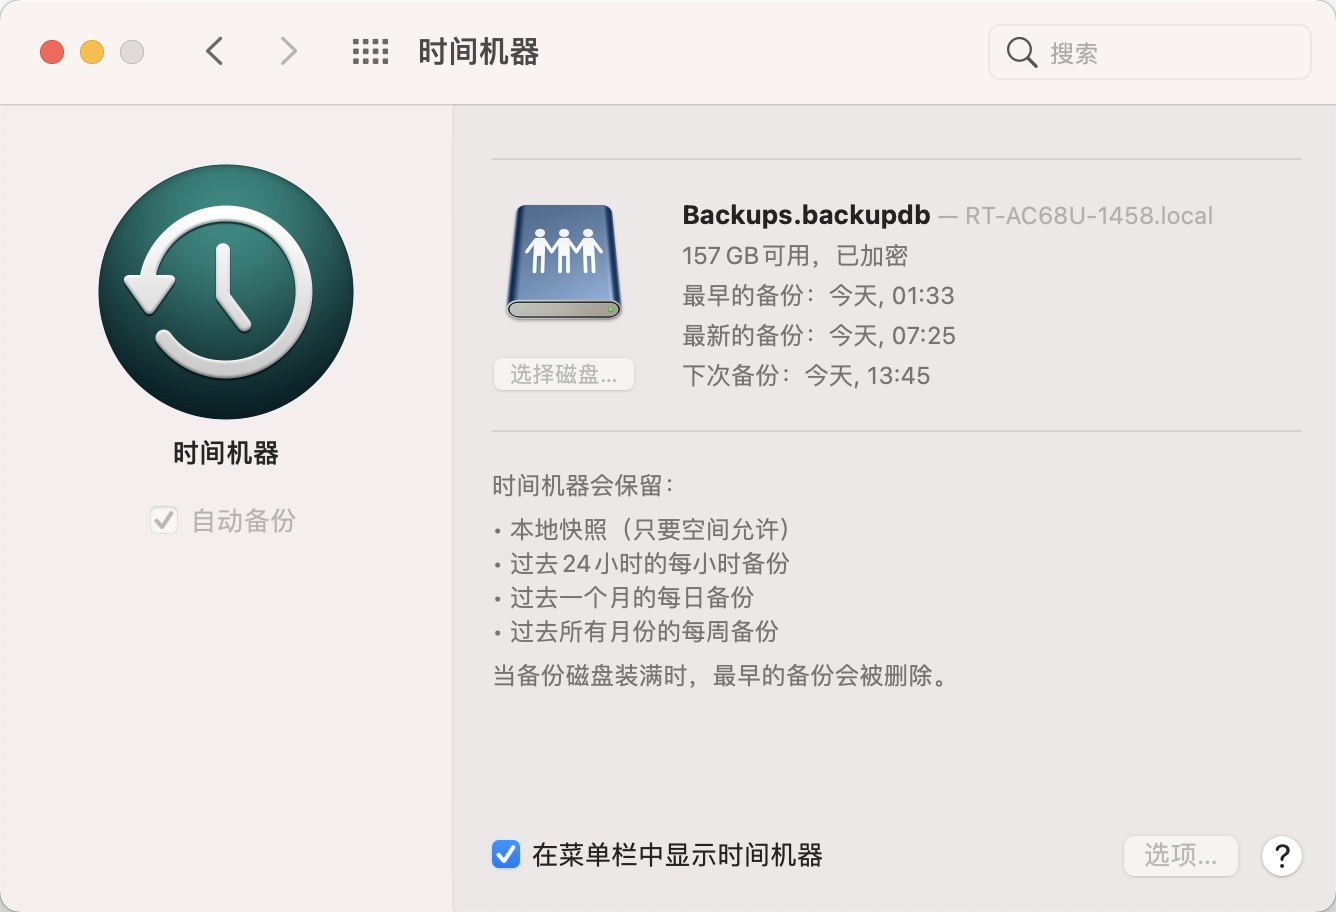 时间机器
搜索
时间机器
自动备份
Backups.backupdb — RT-AC68U-1458.local
157 GB 可用，已加密
最早的备份：今天, 01:33
最新的备份：今天, 07:25
下次备份：今天, 13:45
选择磁盘...
时间机器会保留：
• 本地快照（只要空间允许）
• 过去 24 小时的每小时备份
• 过去一个月的每日备份
• 过去所有月份的每周备份
当备份磁盘装满时，最早的备份会被删除。
在菜单栏中显示时间机器
选项...
?